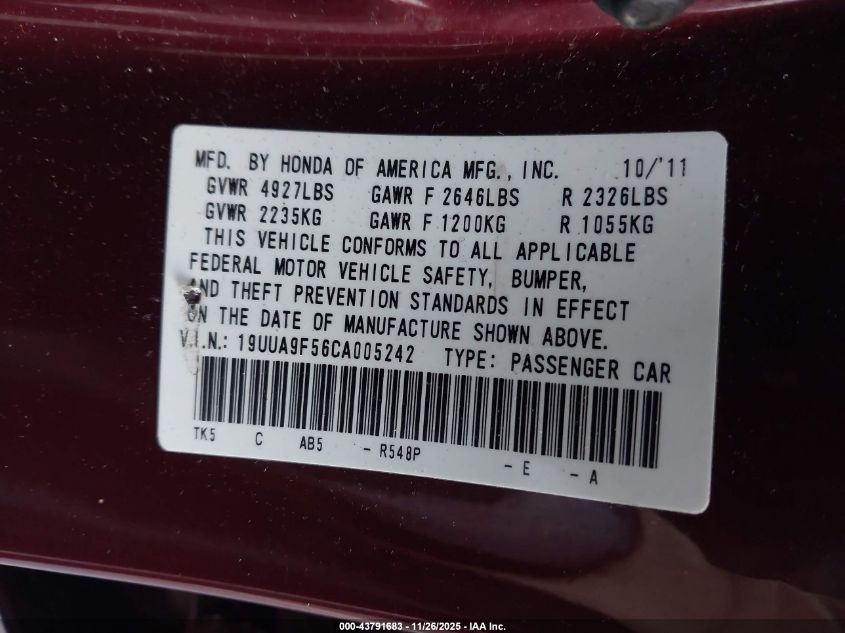 MFD. BY HONDA OF AMERICA MFG., INC. 10/'11
GVWR 4927LBS GAWR F 2646LBS R 2326LBS
GVWR 2235KG GAWR F 1200KG R 1055KG
THIS VEHICLE CONFORMS TO ALL APPLICABLE
FEDERAL MOTOR VEHICLE SAFETY, BUMPER,
AND THEFT PREVENTION STANDARDS IN EFFECT
ON THE DATE OF MANUFACTURE SHOWN ABOVE.
V.I.N.: 19UUA9F56CA005242 TYPE: PASSENGER CAR
TK5 C AB5 - R548P - E - A
000-43791683 - 11/26/2025 - IAA Inc.